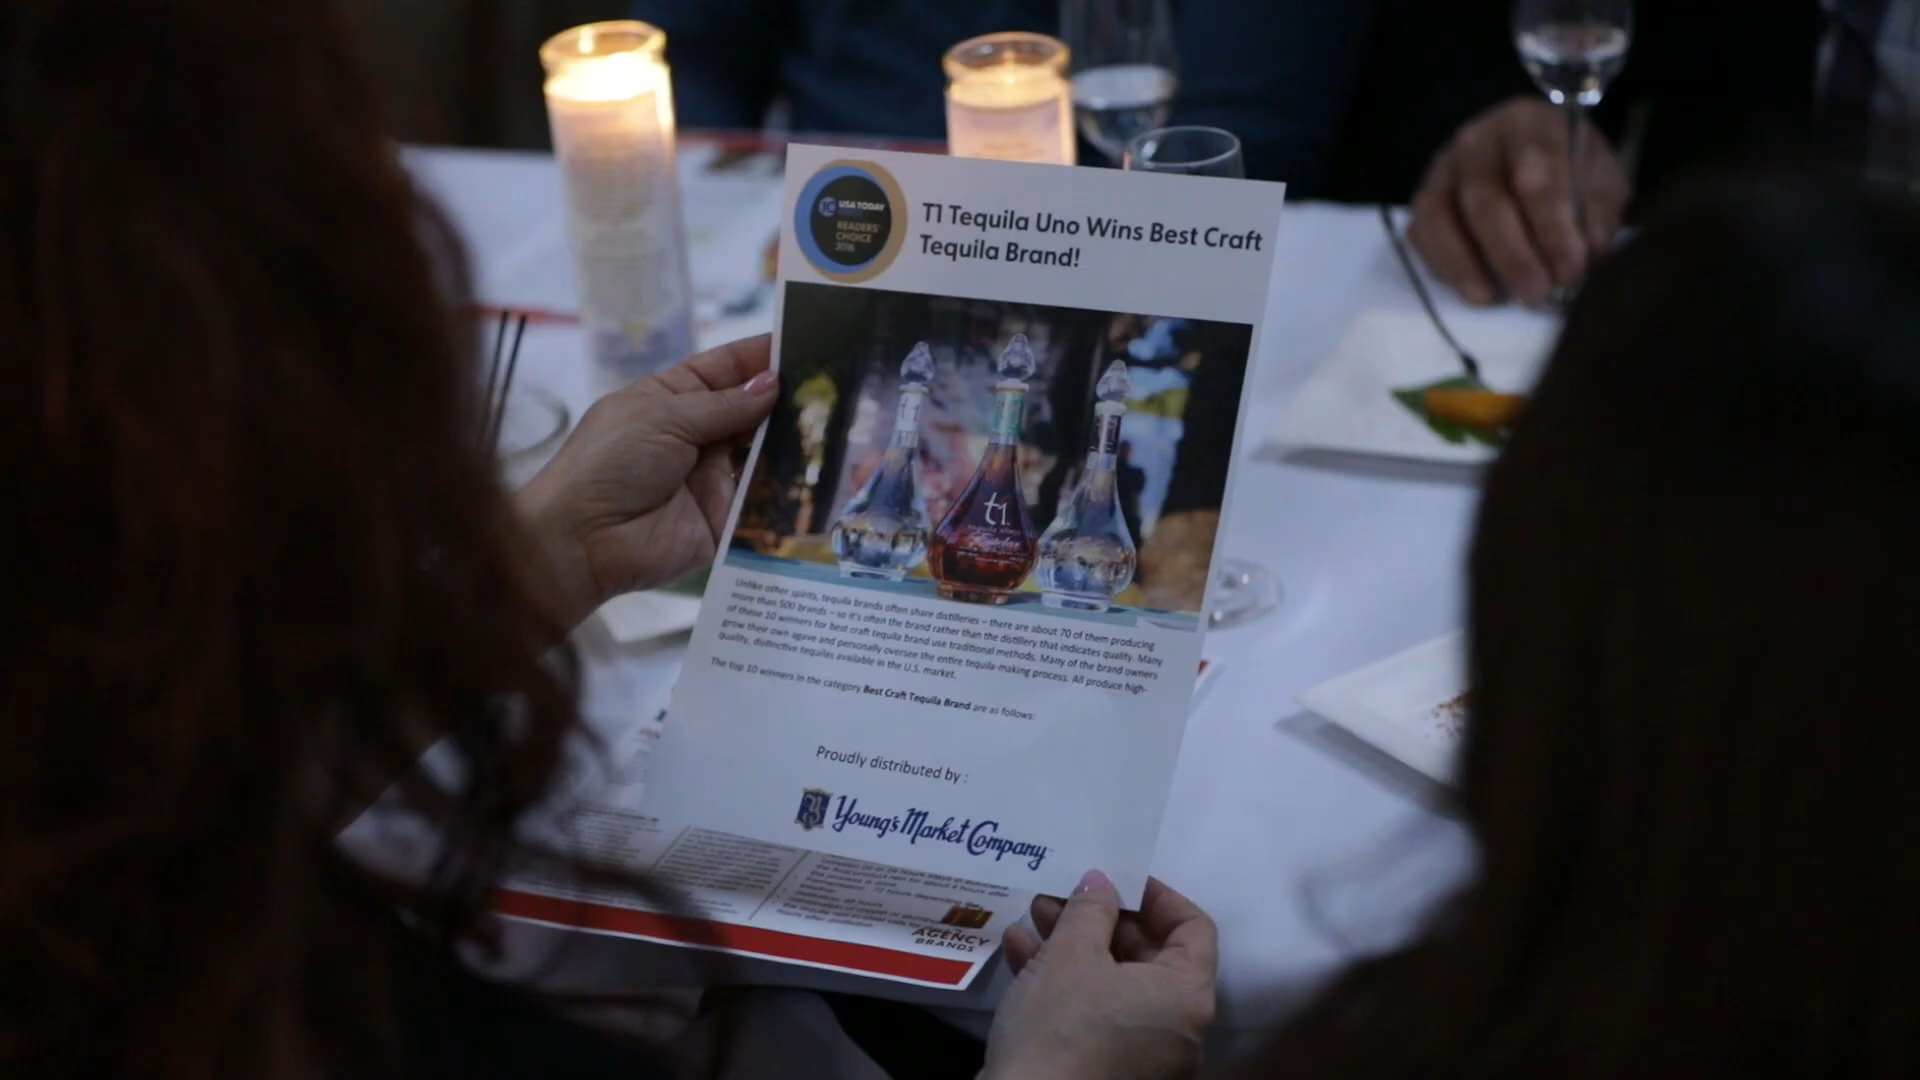 USA TODAY
READERS'
CHOICE
2016
T1 Tequila Uno Wins Best Craft
Tequila Brand!
t1
t1.
tequila uno
Unlike other spirits, tequila brands often share distilleries – there are about 70 of them producing
more than 500 brands – so it's often the brand rather than the distillery that indicates quality. Many
of these 10 winners for best craft tequila brand use traditional methods. Many of the brand owners
grow their own agave and personally oversee the entire tequila-making process. All produce high-
quality, distinctive tequilas available in the U.S. market.
The top 10 winners in the category Best Craft Tequila Brand are as follows:
Proudly distributed by :
Young's Market Company
AGENCY
BRANDS